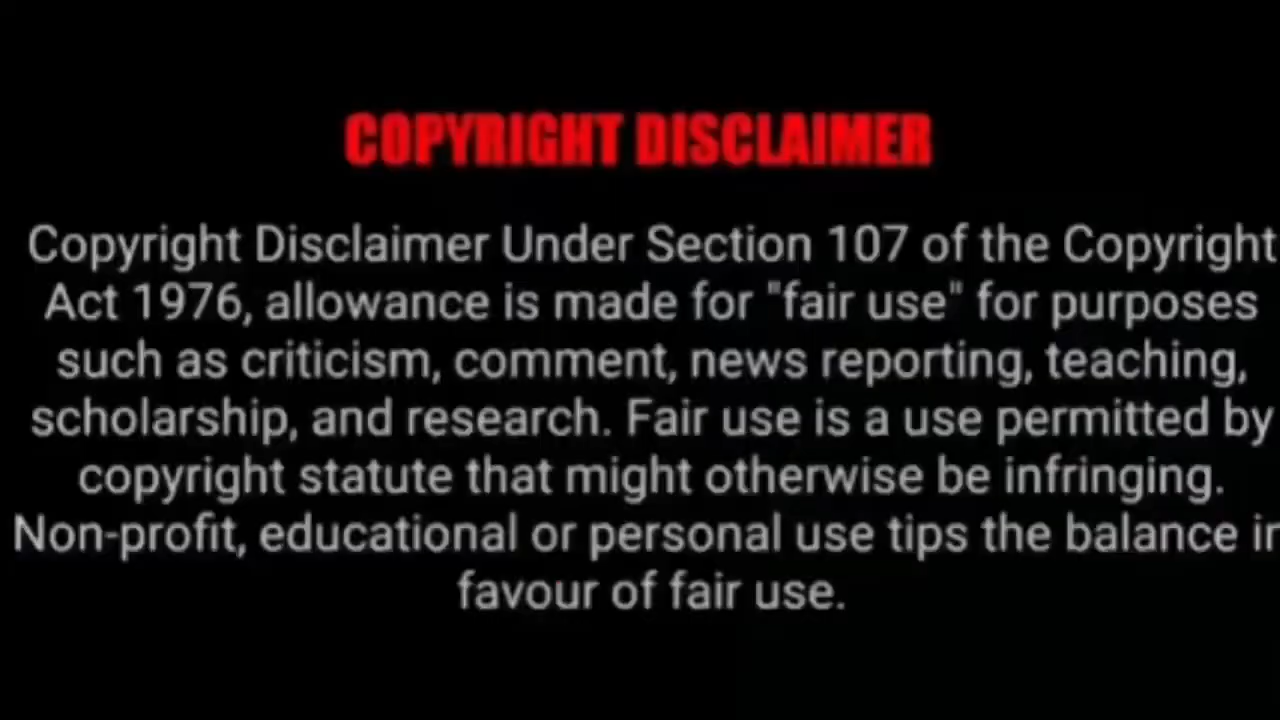 COPYRIGHT DISCLAIMER
Copyright Disclaimer Under Section 107 of the Copyright
Act 1976, allowance is made for "fair use" for purposes
such as criticism, comment, news reporting, teaching,
scholarship, and research. Fair use is a use permitted by
copyright statute that might otherwise be infringing.
Non-profit, educational or personal use tips the balance in
favour of fair use.